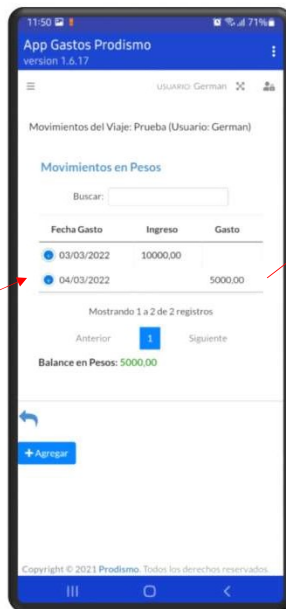 11:50 71%
App Gastos Prodismo
version 1.6.17
USUARIO: German
Movimientos del Viaje: Prueba (Usuario: German)
Movimientos en Pesos
Buscar:
Fecha Gasto Ingreso Gasto
03/03/2022 10000,00
04/03/2022 5000,00
Mostrando 1 a 2 de 2 registros
Anterior 1 Siguiente
Balance en Pesos: 5000,00
+ Agregar
Copyright © 2021 Prodismo. Todos los derechos reservados.